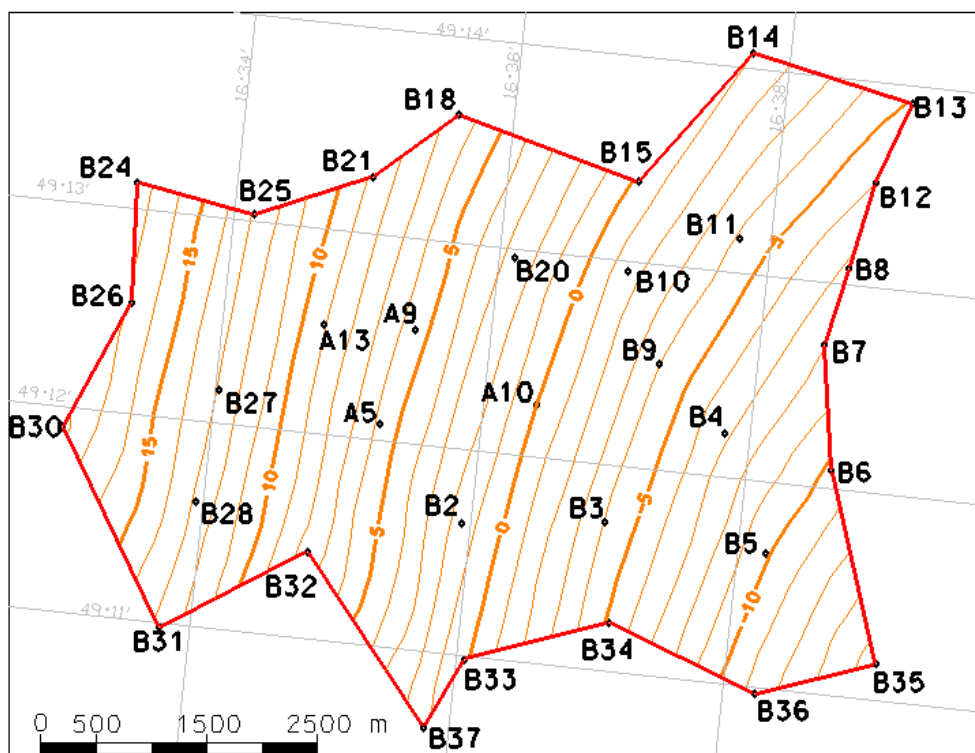 B14
49°14'
16°34'
16°36'
16°38'
B18
B13
B24
B21
B15
49°13'
B25
B12
15
10
5
B11
-5
B8
B20
B10
B26
0
A9
A13
B9
B7
B27
A10
49°12'
A5
B4
B30
15
10
-5
B6
B28
B2
B3
5
0
B5
B32
-10
49°11'
B31
B34
B33
B35
B36
B37
0 500 1500 2500 m